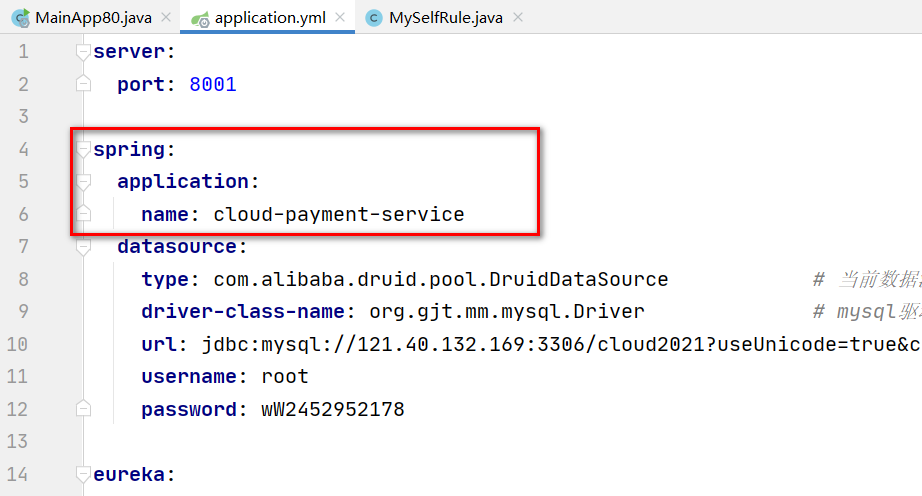 MainApp80.java application.yml MySelfRule.java
1 server:
2 port: 8001
3
4 spring:
5 application:
6 name: cloud-payment-service
7 datasource:
8 type: com.alibaba.druid.pool.DruidDataSource # 当前数据
9 driver-class-name: org.gjt.mm.mysql.Driver # mysql驱
10 url: jdbc:mysql://121.40.132.169:3306/cloud2021?useUnicode=true&c
11 username: root
12 password: wW2452952178
13
14 eureka: